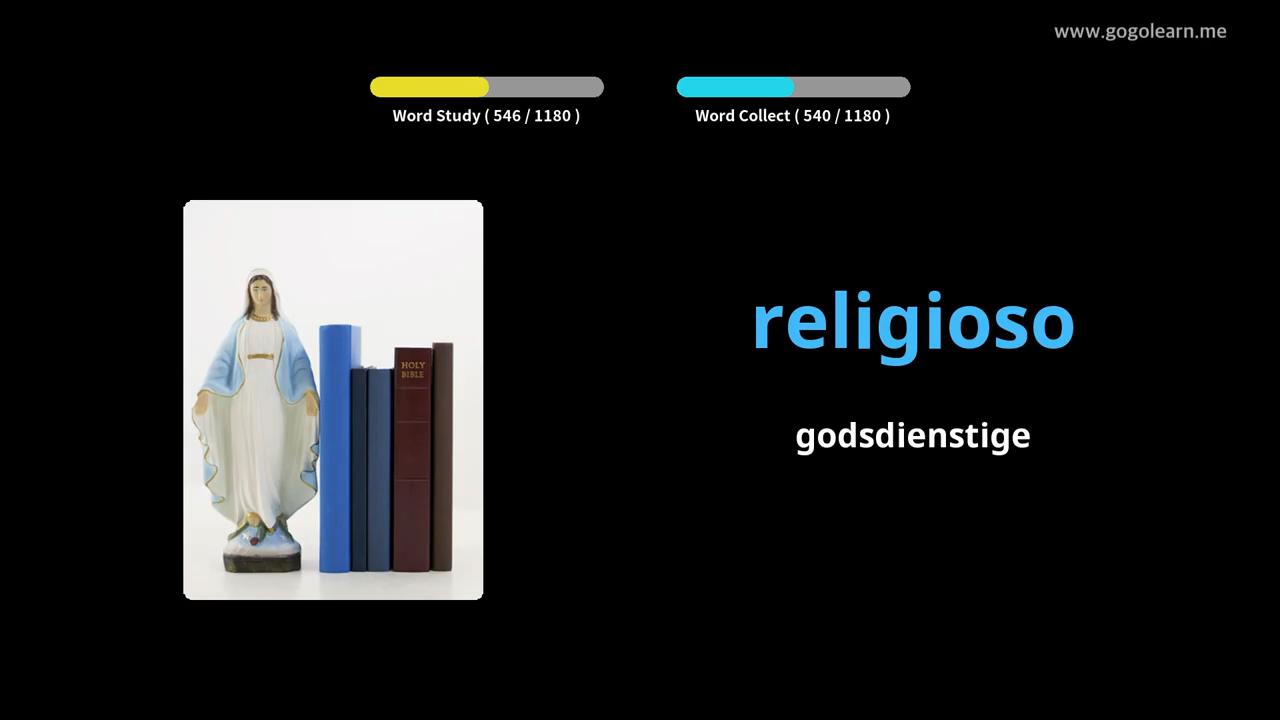 www.gogolearn.me
Word Study ( 546 / 1180 )
Word Collect ( 540 / 1180 )
HOLY
BIBLE
religioso
godsdienstige